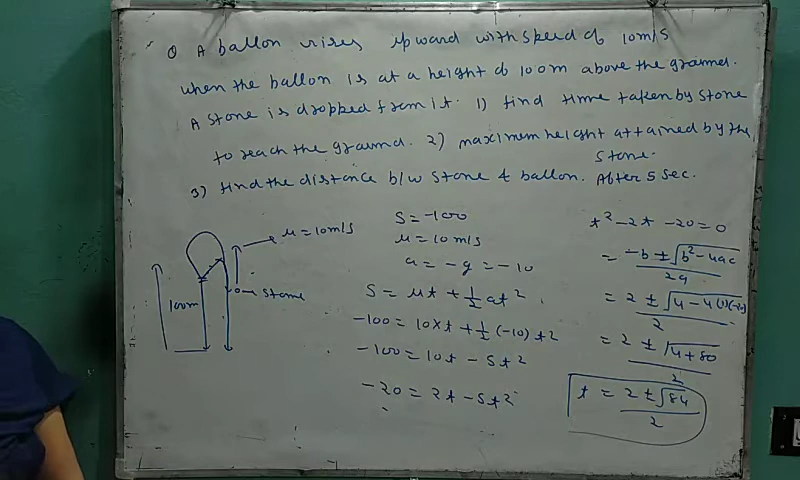 Q A ballon rises upward with speed of 10m/s
when the ballon is at a height of 100m above the ground.
A stone is dropped from it. 1) find time taken by stone
to reach the ground. 2) maximum height attained by the
stone.
3) find the distance b/w stone & ballon. After 5 sec.
u = 10m/s
100m
stone
S = -100
u = 10 m/s
a = -g = -10
S = ut + 1/2 at²
-100 = 10xt + 1/2 (-10) t²
-100 = 10t - 5t²
-20 = 2t - 5t²
t² - 2t - 20 = 0
= -b ± √b² - 4ac / 2a
= 2 ± √4 - 4(1)(-20) / 2
= 2 ± √4 + 80 / 2
t = 2 ± √84 / 2